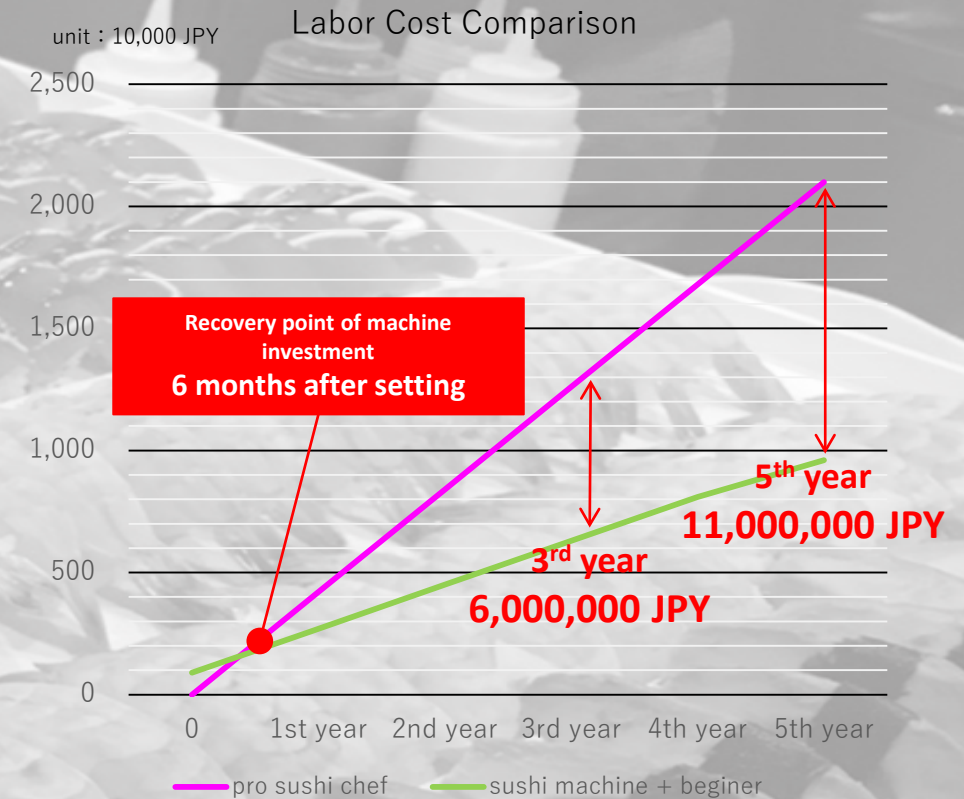 Labor Cost Comparison
unit : 10,000 JPY
2,500
2,000
1,500
1,000
500
0
Recovery point of machine
investment
6 months after setting
5th year
11,000,000 JPY
3rd year
6,000,000 JPY
0 1st year 2nd year 3rd year 4th year 5th year
pro sushi chef sushi machine + beginer